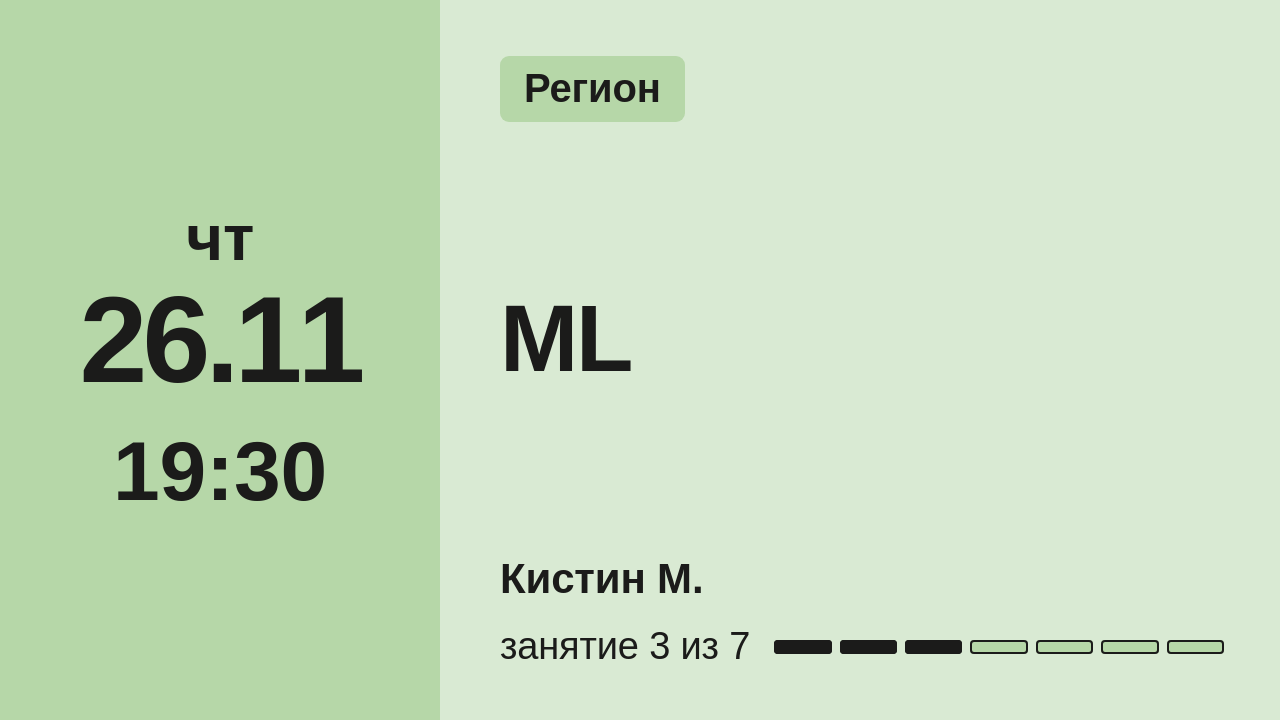 чт
26.11
19:30
Регион
ML
Кистин М.
занятие 3 из 7